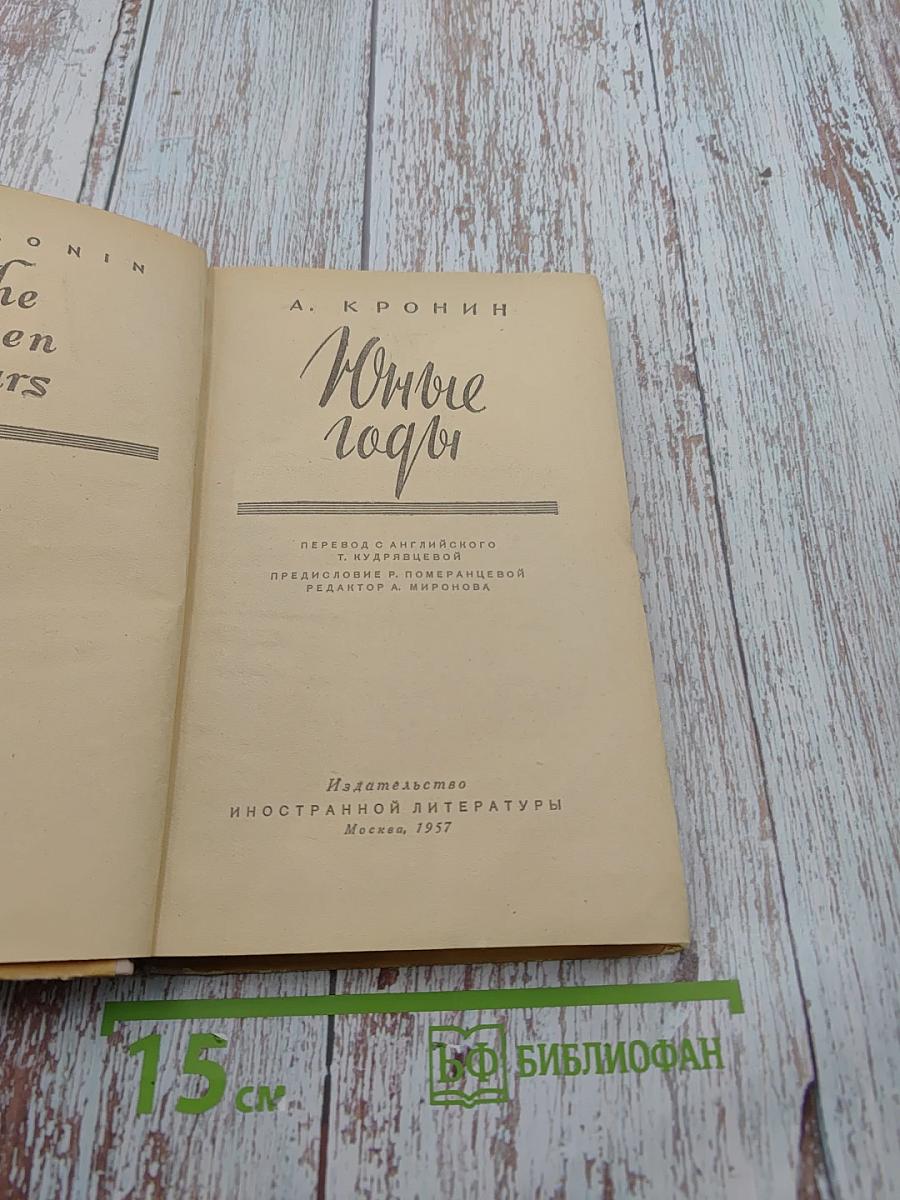 ONIN
he
en
ars
А. КРОНИН
Юные
годы
ПЕРЕВОД С АНГЛИЙСКОГО
Т. КУДРЯВЦЕВОЙ
ПРЕДИСЛОВИЕ Р. ПОМЕРАНЦЕВОЙ
РЕДАКТОР А. МИРОНОВА
Издательство
ИНОСТРАННОЙ ЛИТЕРАТУРЫ
Москва, 1957
15 см
БФ БИБЛИОФАН